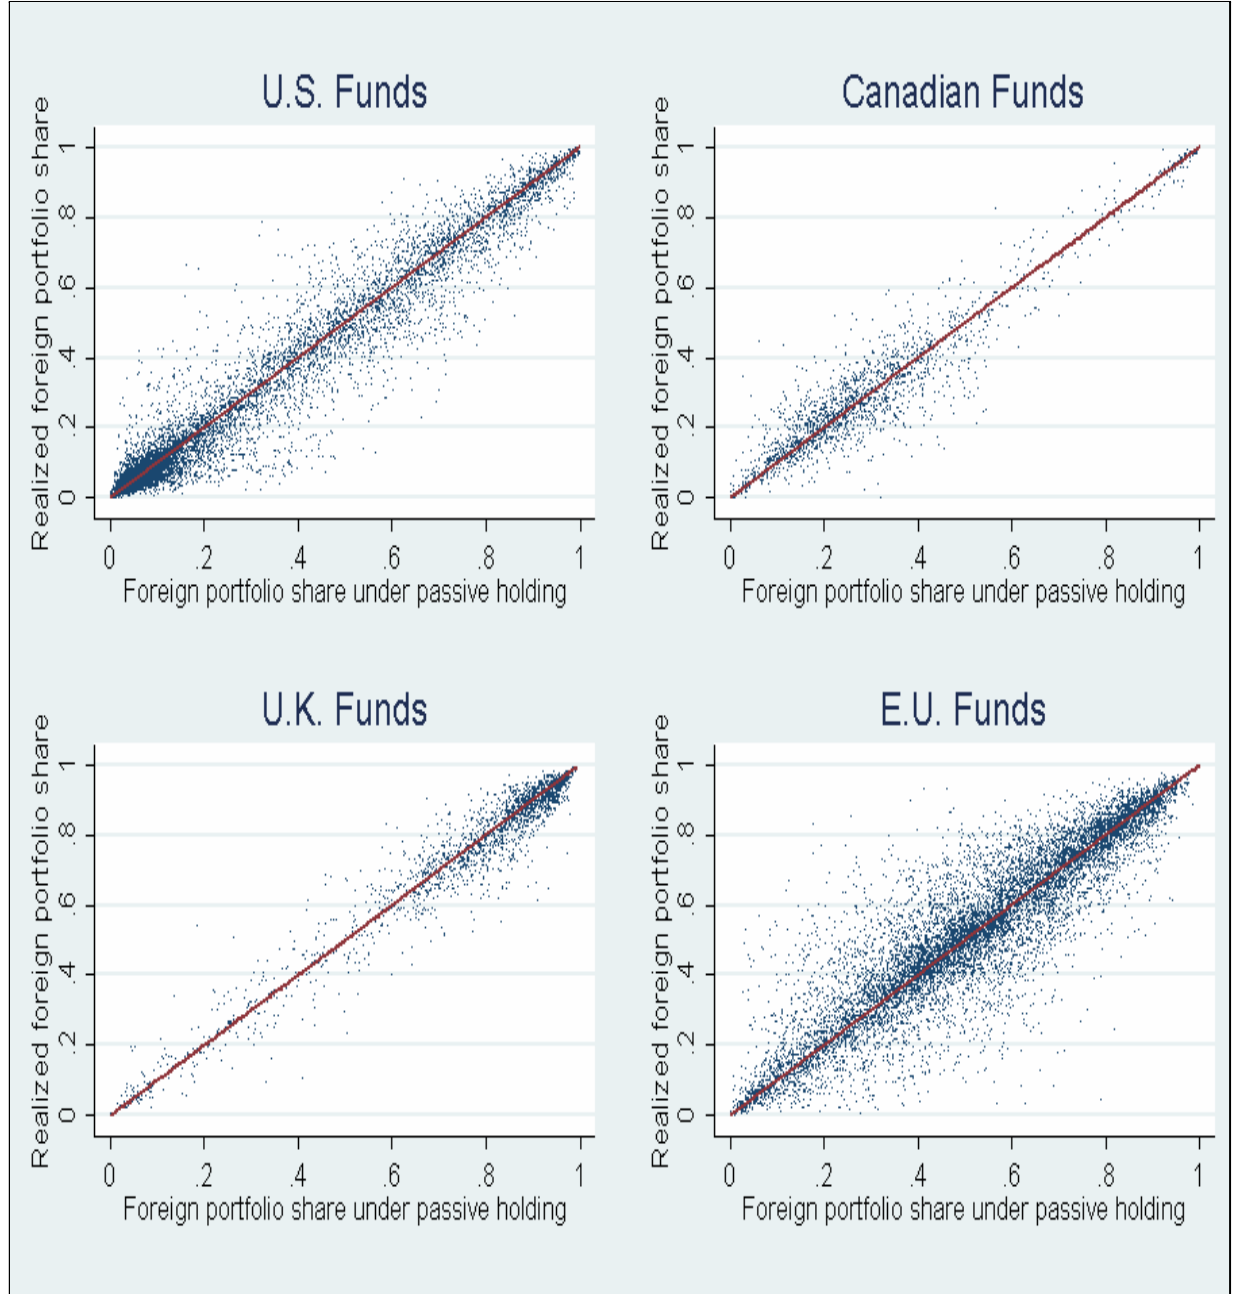 U.S. Funds
Realized foreign portfolio share
1
.8
.6
.4
.2
0
0 .2 .4 .6 .8 1
Foreign portfolio share under passive holding
Canadian Funds
Realized foreign portfolio share
1
.8
.6
.4
.2
0
0 .2 .4 .6 .8 1
Foreign portfolio share under passive holding
U.K. Funds
Realized foreign portfolio share
1
.8
.6
.4
.2
0
0 .2 .4 .6 .8 1
Foreign portfolio share under passive holding
E.U. Funds
Realized foreign portfolio share
1
.8
.6
.4
.2
0
0 .2 .4 .6 .8 1
Foreign portfolio share under passive holding